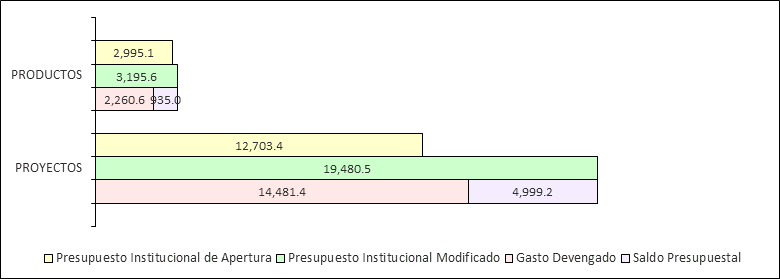 2,995.1
PRODUCTOS
3,195.6
2,260.6 935.0
12,703.4
PROYECTOS
19,480.5
14,481.4 4,999.2
Presupuesto Institucional de Apertura Presupuesto Institucional Modificado Gasto Devengado Saldo Presupuestal